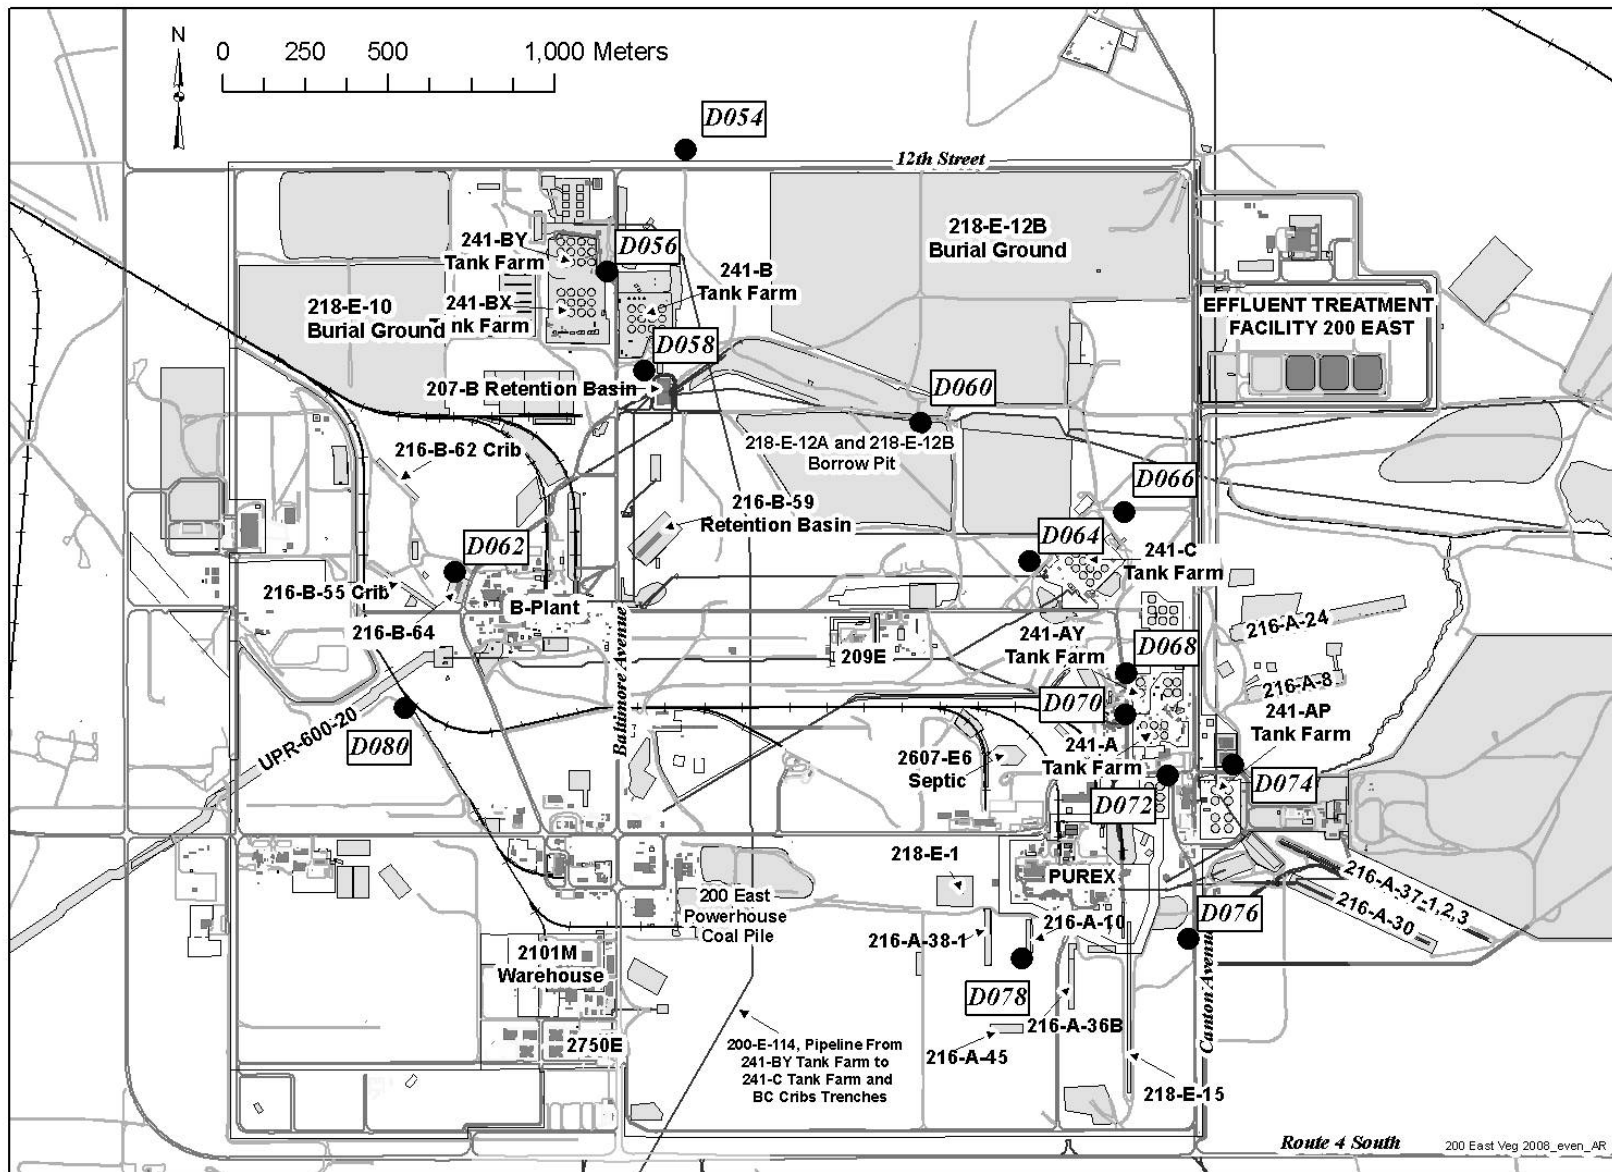 N
0 250 500 1,000 Meters
D054
12th Street
241-BY
Tank Farm
D056
241-B
Tank Farm
218-E-12B
Burial Ground
218-E-10
Burial Ground
241-BX
Tank Farm
EFFLUENT TREATMENT
FACILITY 200 EAST
D058
207-B Retention Basin
D060
218-E-12A and 218-E-12B
Borrow Pit
216-B-62 Crib
D066
216-B-59
Retention Basin
D062
D064
241-C
Tank Farm
216-B-55 Crib
B-Plant
216-B-64
Baltimore Avenue
209E
241-AY
Tank Farm
D068
216-A-24
216-A-8
D070
241-AP
Tank Farm
UPR-600-20
D080
2607-E6
Septic
241-A
Tank Farm
D072
D074
218-E-1
PUREX
216-A-37-1,2,3
216-A-30
200 East
Powerhouse
Coal Pile
216-A-10
D076
216-A-38-1
2101M
Warehouse
D078
216-A-36B
Canton Avenue
2750E
200-E-114, Pipeline From
241-BY Tank Farm to
241-C Tank Farm and
BC Cribs Trenches
216-A-45
218-E-15
Route 4 South
200 East Veg 2008_even_AR